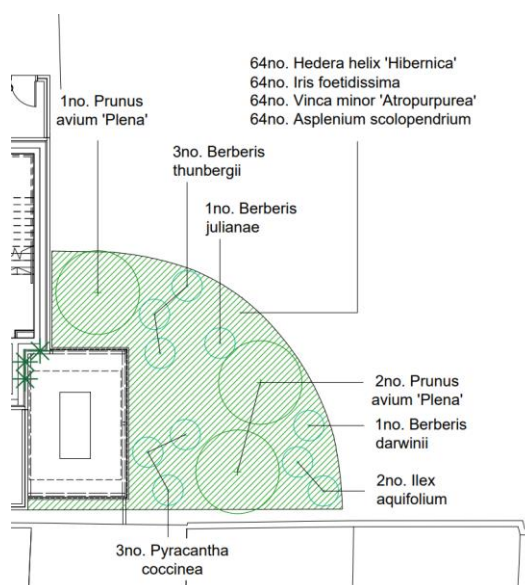 64no. Hedera helix 'Hibernica'
64no. Iris foetidissima
64no. Vinca minor 'Atropurpurea'
64no. Asplenium scolopendrium
1no. Prunus
avium 'Plena'
3no. Berberis
thunbergii
1no. Berberis
julianae
2no. Prunus
avium 'Plena'
1no. Berberis
darwinii
2no. Ilex
aquifolium
3no. Pyracantha
coccinea